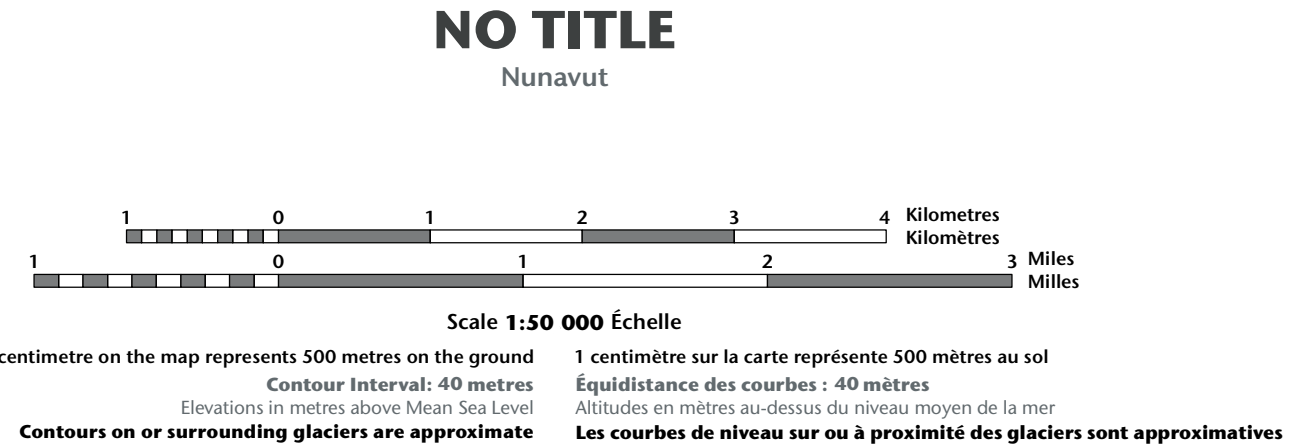 NO TITLE
Nunavut
1 0 1 2 3 4 Kilometres
Kilomètres
1 0 1 2 3 Miles
Milles
Scale 1:50 000 Échelle
centimetre on the map represents 500 metres on the ground
1 centimètre sur la carte représente 500 mètres au sol
Contour Interval: 40 metres
Équidistance des courbes : 40 mètres
Elevations in metres above Mean Sea Level
Altitudes en mètres au-dessus du niveau moyen de la mer
Contours on or surrounding glaciers are approximate
Les courbes de niveau sur ou à proximité des glaciers sont approximatives